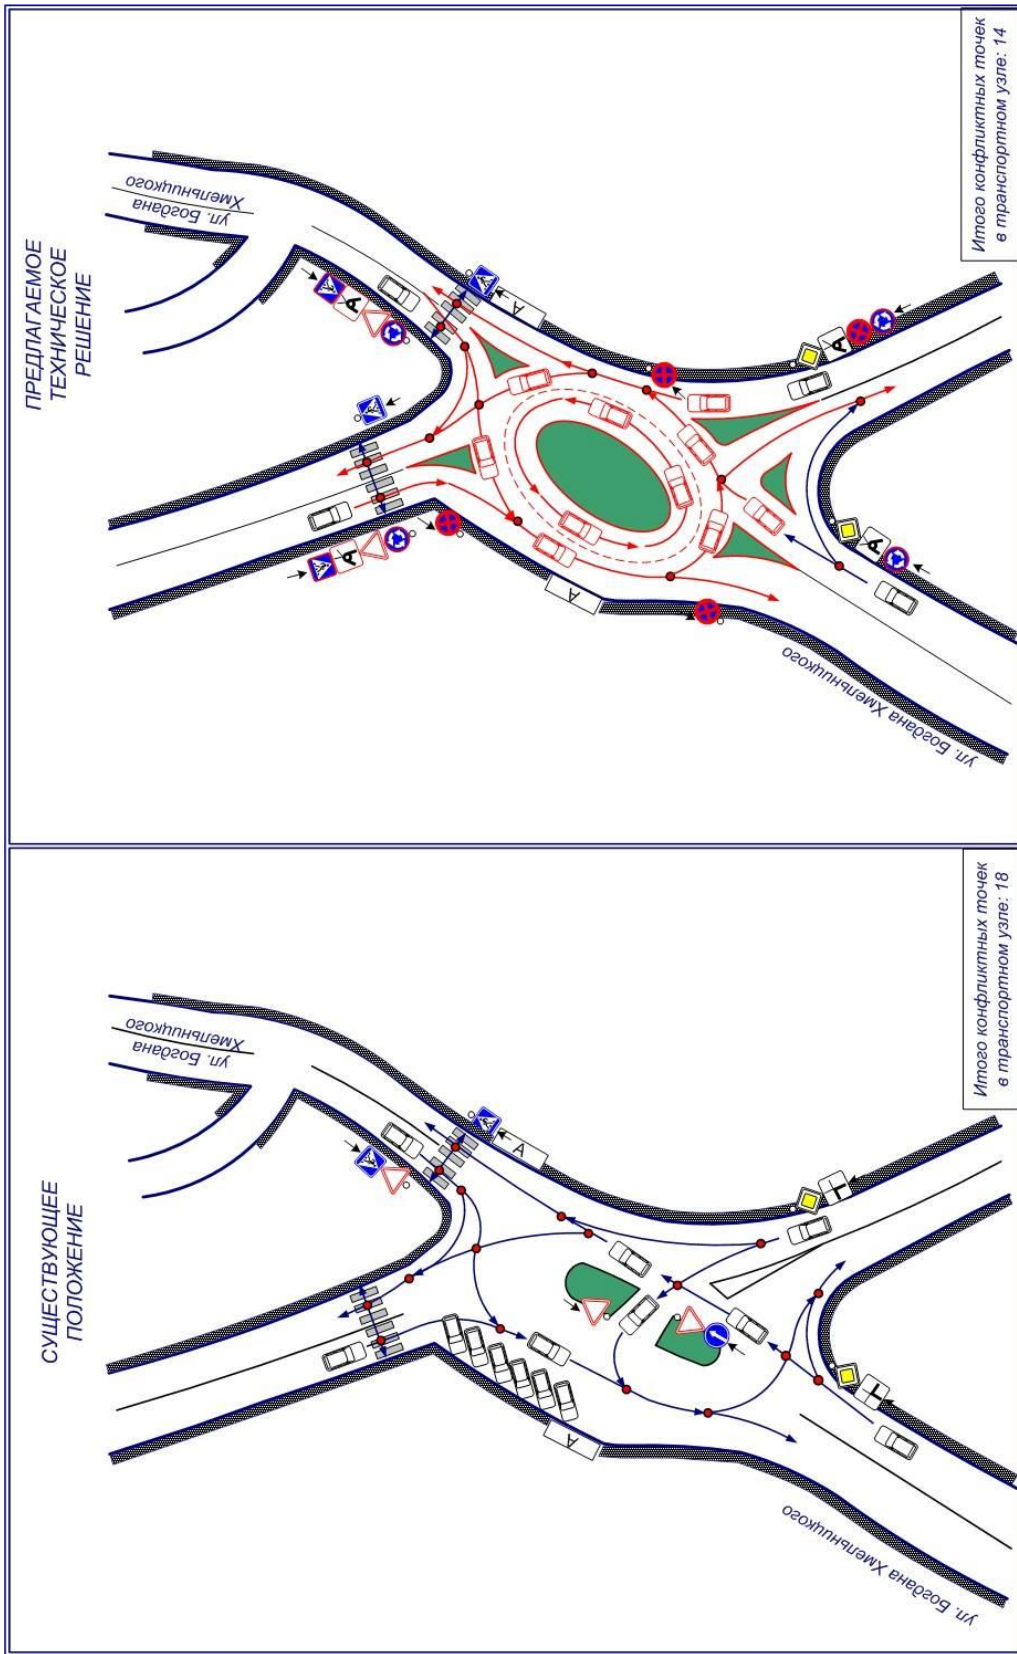 СУЩЕСТВУЮЩЕЕ
ПОЛОЖЕНИЕ
ул. Богдана
Хмельницкого
А
А
ул. Богдана Хмельницкого
Итого конфликтных точек
в транспортном узле: 18
ПРЕДЛАГАЕМОЕ
ТЕХНИЧЕСКОЕ
РЕШЕНИЕ
ул. Богдана
Хмельницкого
А
А
А
А
А
А
ул. Богдана Хмельницкого
Итого конфликтных точек
в транспортном узле: 14